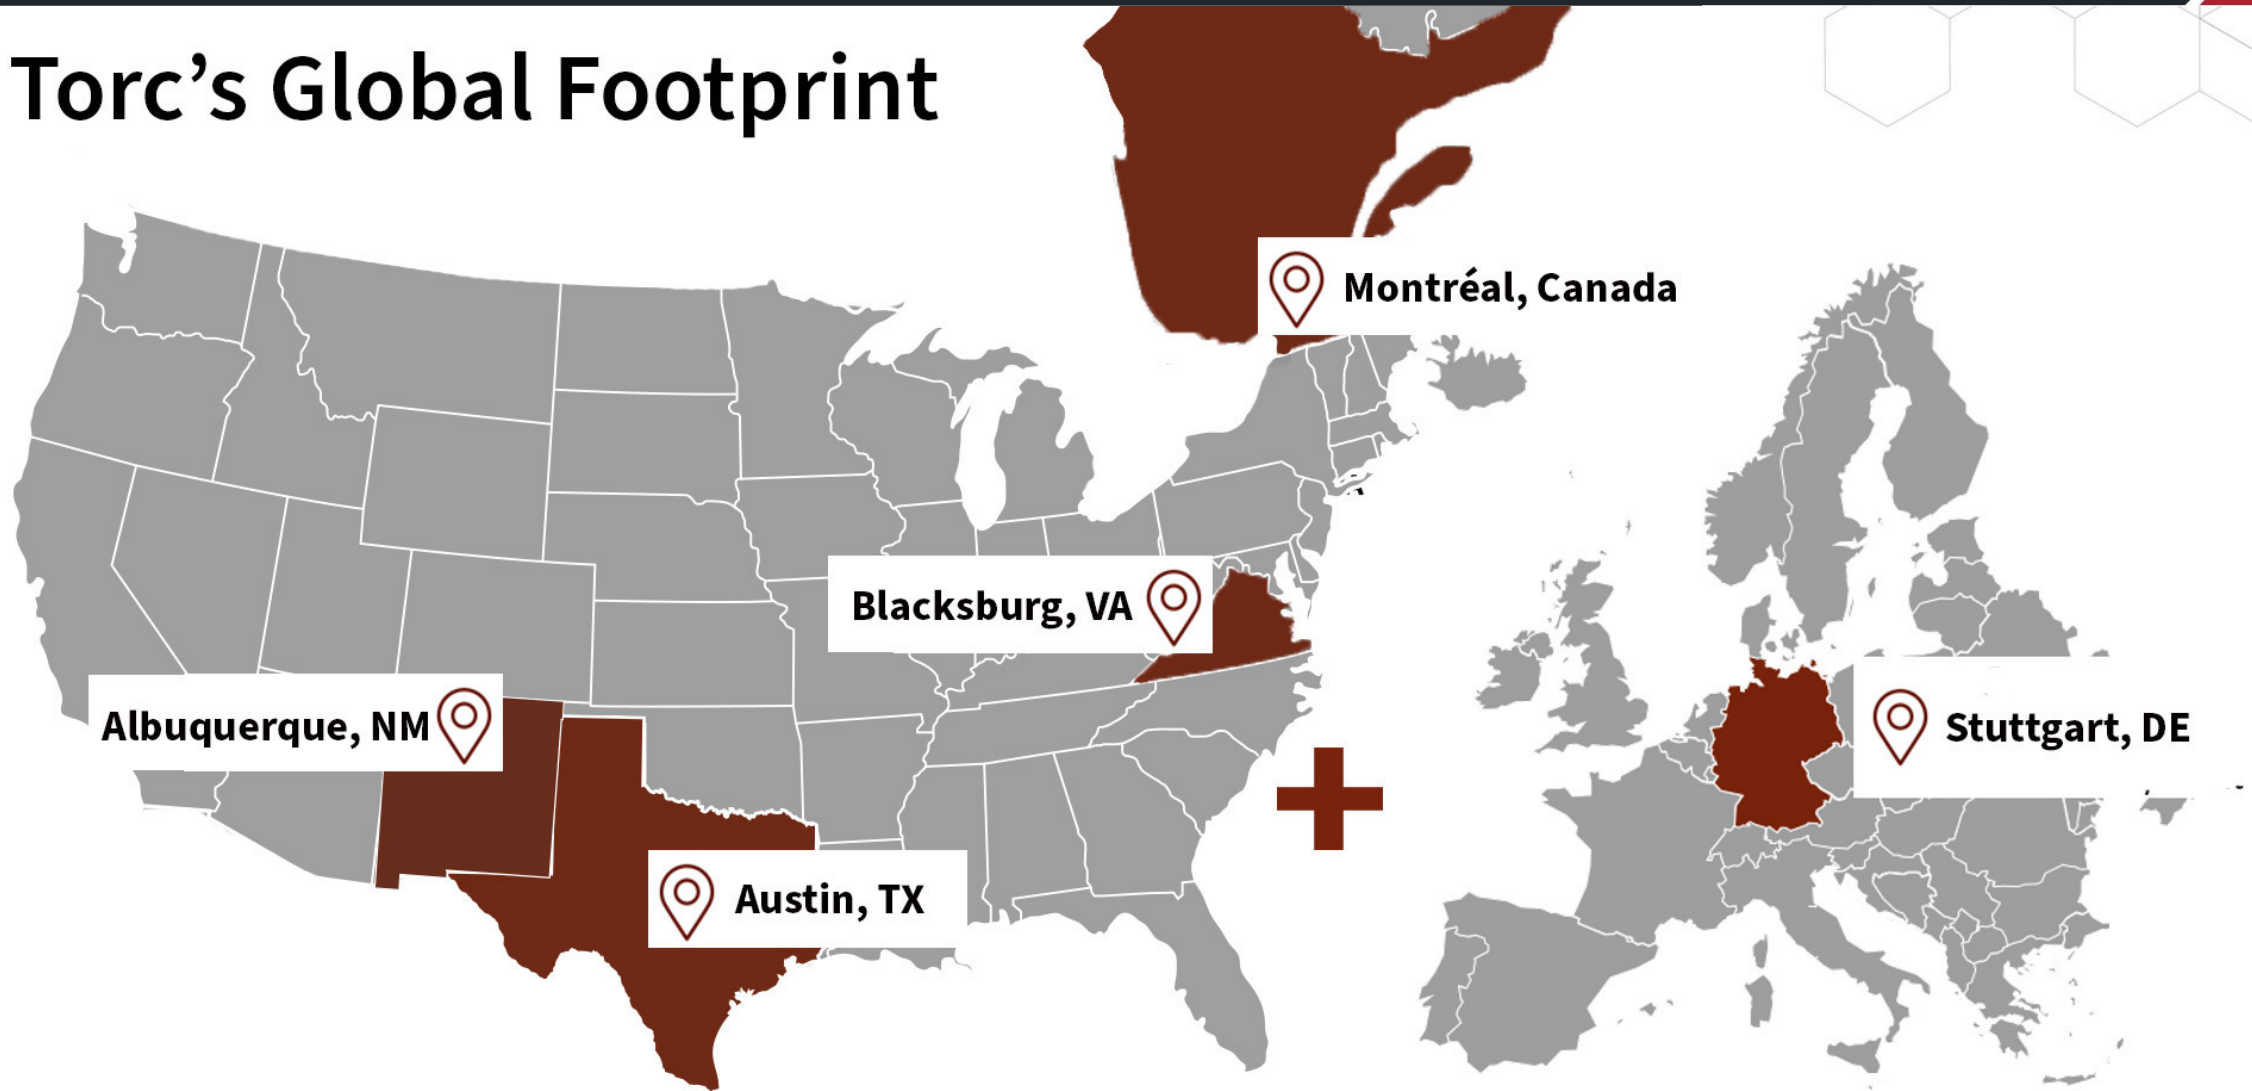 Torc’s Global Footprint
Montréal, Canada
Blacksburg, VA
Albuquerque, NM
Stuttgart, DE
Austin, TX